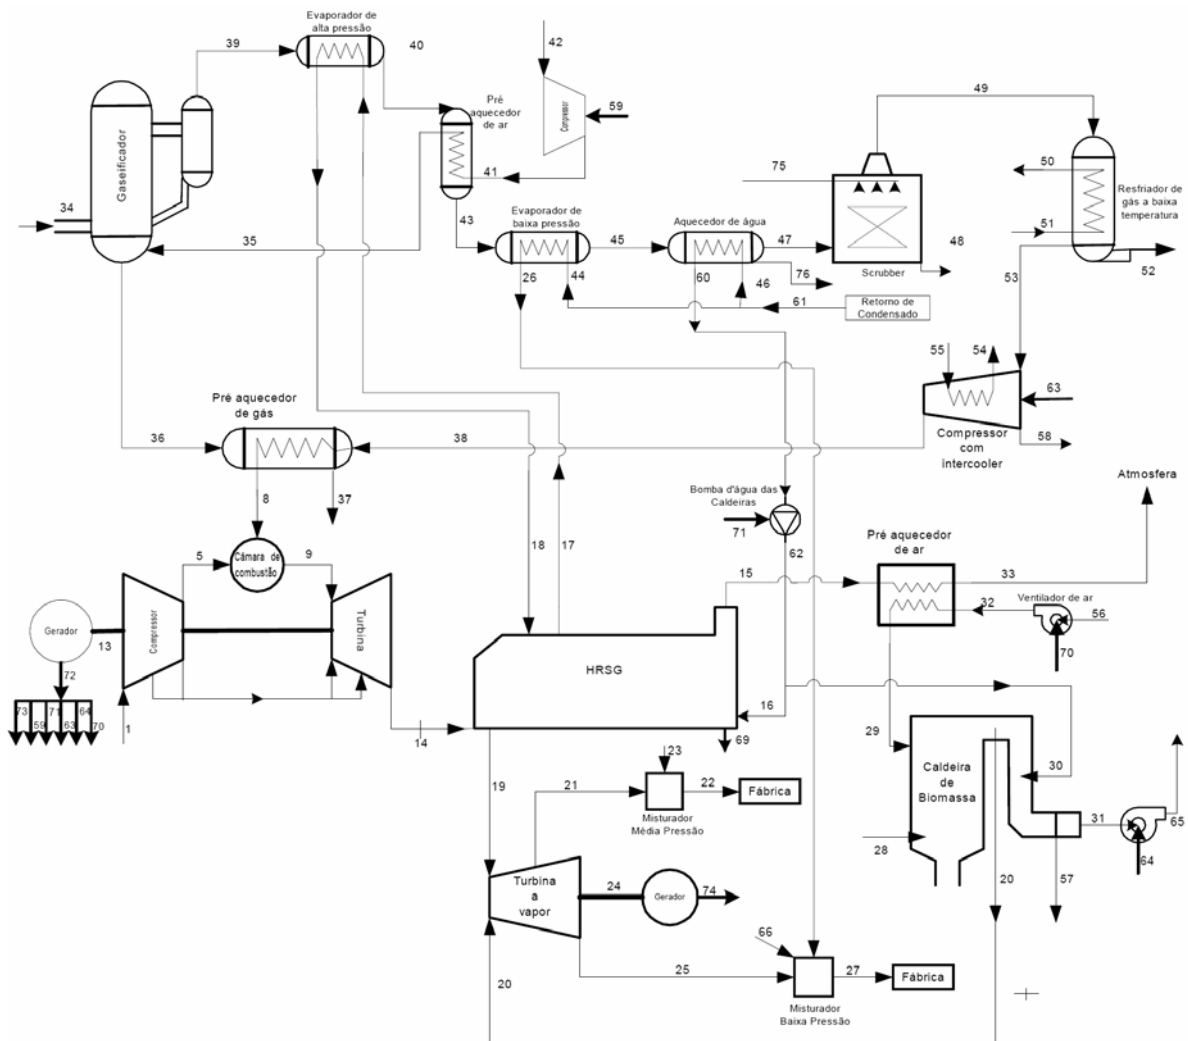 Evaporador de
alta pressão
39
40
42
49
Pré
aquecedor
de ar
Compressor
59
Gaseificador
41
75
50
Resfriador de
gás a baixa
temperatura
34
43
Evaporador de
baixa pressão
Aquecedor de água
51
35
45
47
48
Scrubber
52
53
26
44
60
46
76
61
Retorno de
Condensado
55
54
63
Pré aquecedor
de gás
36
38
Compressor
com
intercooler
58
8
37
Bomba d'água das
Caldeiras
71
62
Atmosfera
Pré aquecedor
de ar
5
Câmara de
combustão
9
18
17
15
33
Ventilador de ar
32
56
70
Gerador
13
Compressor
Turbina
72
HRSG
73
59
71
63
64
70
1
14
16
69
29
30
23
19
21
22
Fábrica
Misturador
Média Pressão
Caldeira
de
Biomassa
28
31
65
64
Turbina
a
vapor
24
Gerador
74
20
57
66
25
27
Fábrica
20
Misturador
Baixa Pressão